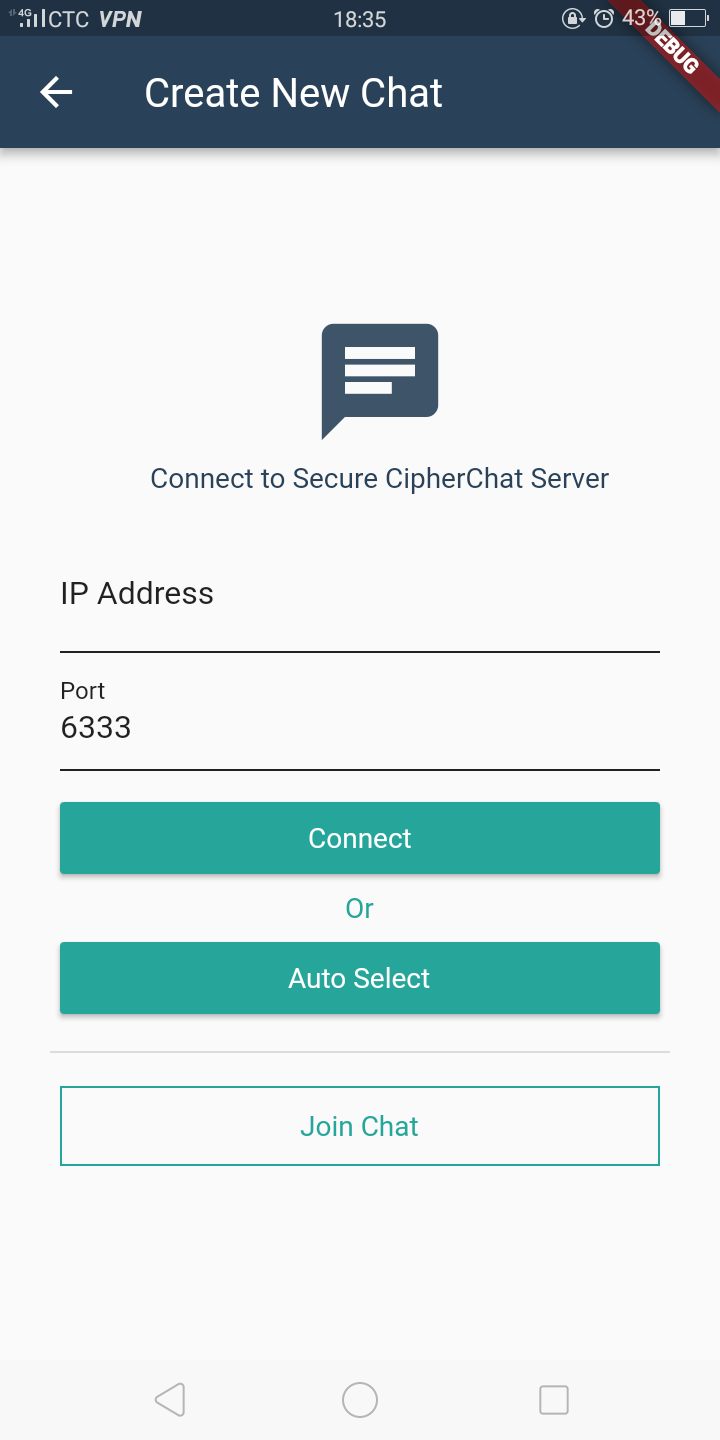 4G CTC VPN 18:35 43%
DEBUG
Create New Chat
Connect to Secure CipherChat Server
IP Address
Port
6333
Connect
Or
Auto Select
Join Chat